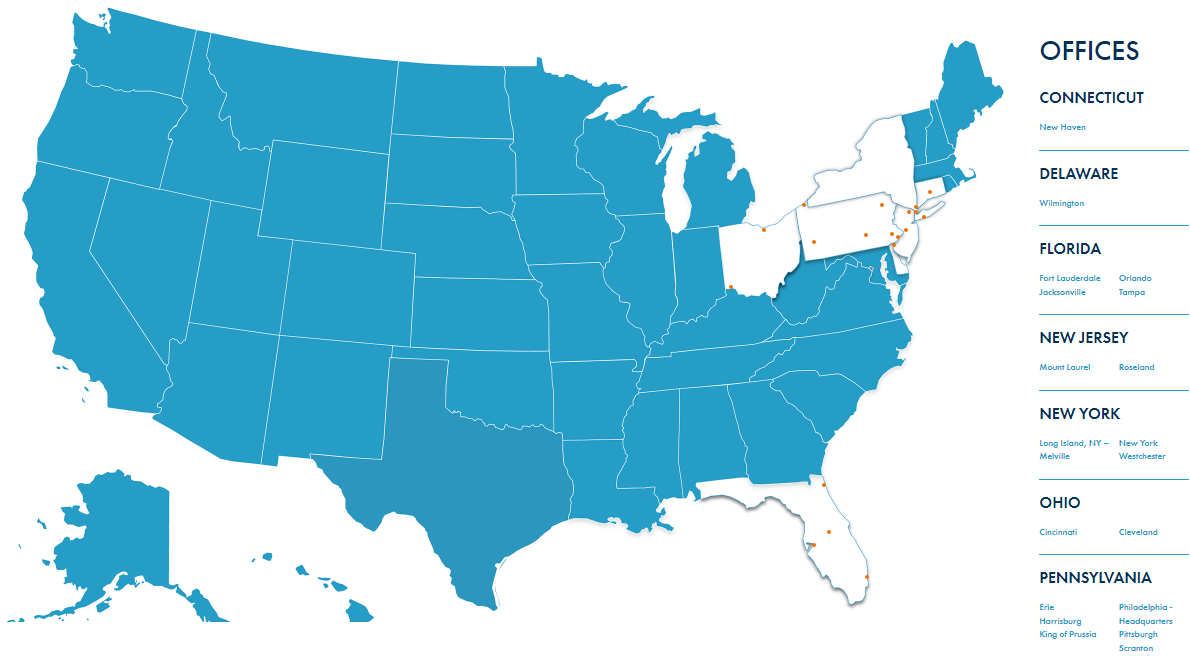 OFFICES
CONNECTICUT
New Haven
DELAWARE
Wilmington
FLORIDA
Fort Lauderdale
Jacksonville
Orlando
Tampa
NEW JERSEY
Mount Laurel
Roseland
NEW YORK
Long Island, NY –
Melville
New York
Westchester
OHIO
Cincinnati
Cleveland
PENNSYLVANIA
Erie
Harrisburg
King of Prussia
Philadelphia -
Headquarters
Pittsburgh
Scranton